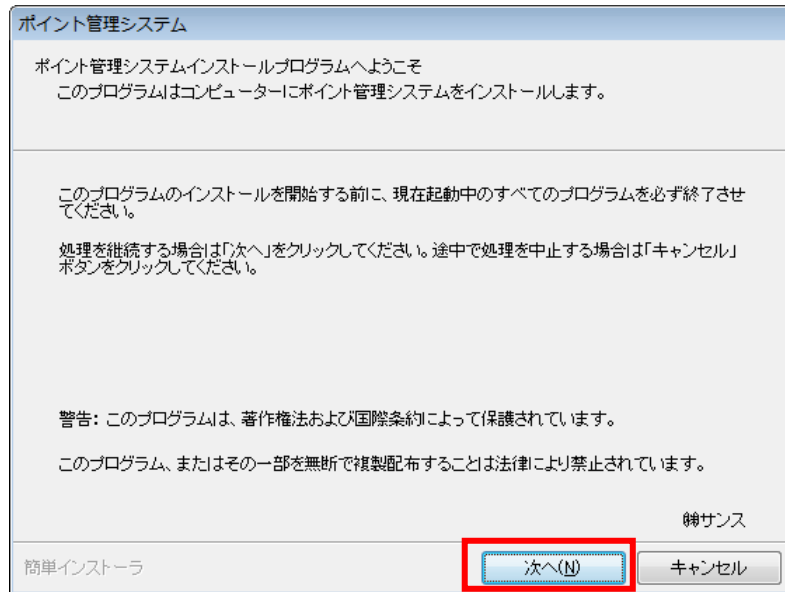 ポイント管理システム
ポイント管理システムインストールプログラムへようこそ
このプログラムはコンピューターにポイント管理システムをインストールします。
このプログラムのインストールを開始する前に、現在起動中のすべてのプログラムを必ず終了させ
てください。
処理を継続する場合は「次へ」をクリックしてください。途中で処理を中止する場合は「キャンセル」
ボタンをクリックしてください。
警告: このプログラムは、著作権法および国際条約によって保護されています。
このプログラム、またはその一部を無断で複製配布することは法律により禁止されています。
㈱サンス
簡単インストーラ
次へ(N)
キャンセル